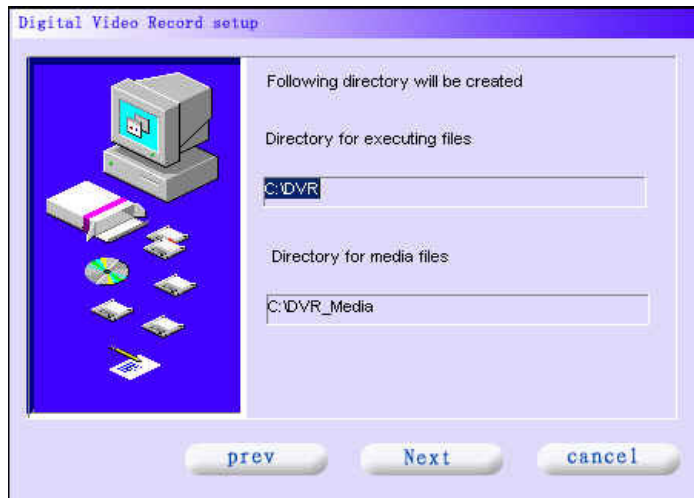 Digital Video Record setup
Following directory will be created
Directory for executing files
C:\DVR
Directory for media files
C:\DVR_Media
prev
Next
cancel